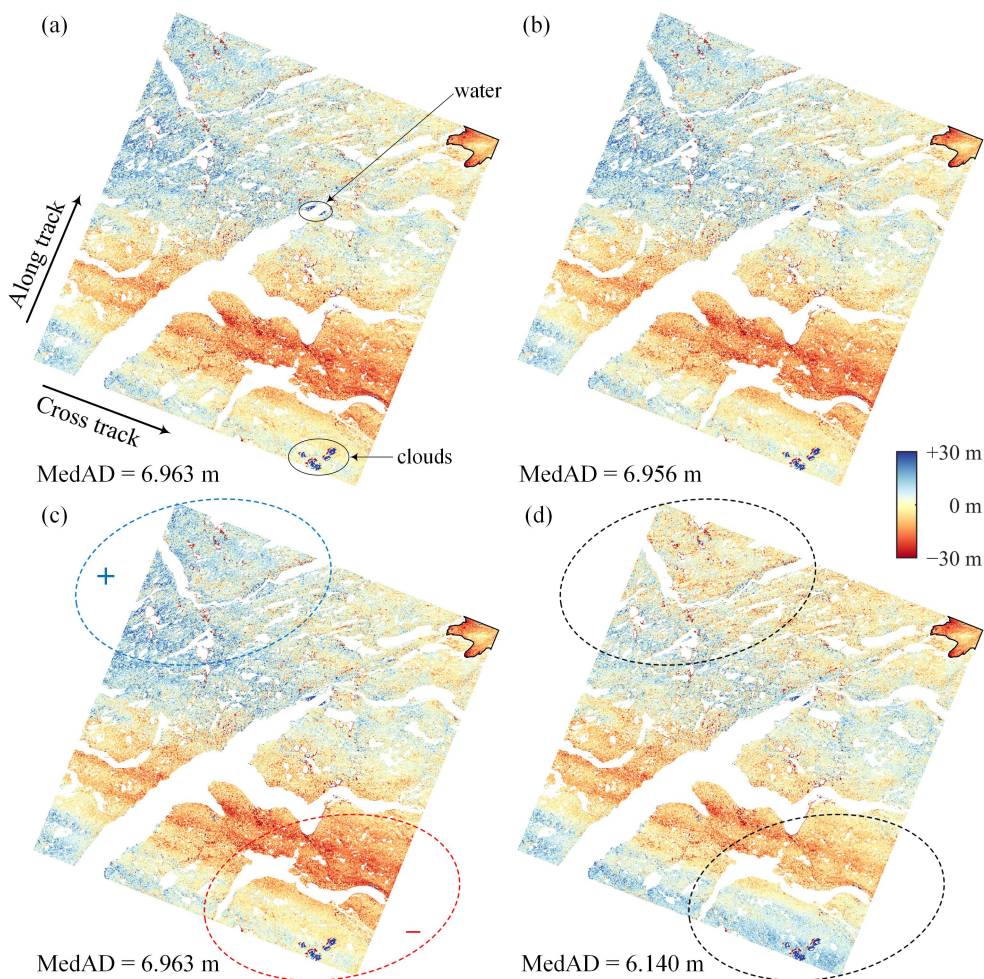 (a)
(b)
water
Along track
Cross track
clouds
MedAD = 6.963 m
MedAD = 6.956 m
+30 m
0 m
−30 m
(c)
(d)
+
−
MedAD = 6.963 m
MedAD = 6.140 m